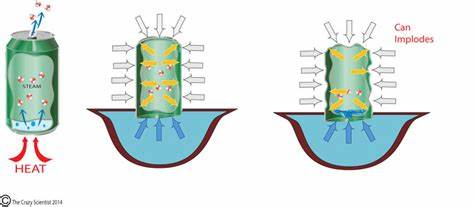 STEAM
HEAT
Can
Implodes
© The Crazy Scientist 2014